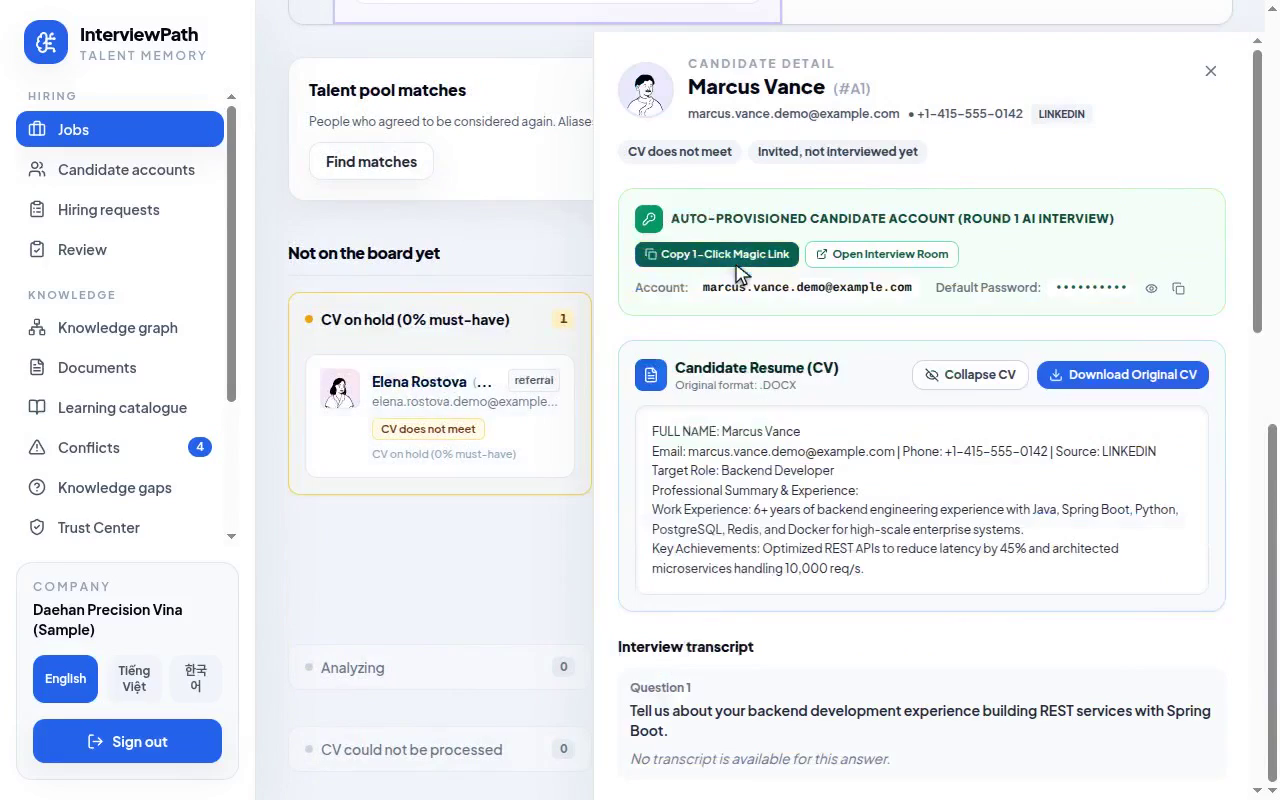 InterviewPath
TALENT MEMORY
HIRING
Jobs
Candidate accounts
Hiring requests
Review
KNOWLEDGE
Knowledge graph
Documents
Learning catalogue
Conflicts
4
Knowledge gaps
Trust Center
COMPANY
Daehan Precision Vina
(Sample)
English
Tiếng
Việt
한국
어
Sign out
Talent pool matches
People who agreed to be considered again. Aliase
Find matches
Not on the board yet
CV on hold (0% must-have)
1
Elena Rostova (...
referral
elena.rostova.demo@example...
CV does not meet
CV on hold (0% must-have)
Analyzing
0
CV could not be processed
0
CANDIDATE DETAIL
Marcus Vance (#A1)
marcus.vance.demo@example.com • +1-415-555-0142 LINKEDIN
CV does not meet
Invited, not interviewed yet
AUTO-PROVISIONED CANDIDATE ACCOUNT (ROUND 1 AI INTERVIEW)
Copy 1-Click Magic Link
Open Interview Room
Account: marcus.vance.demo@example.com Default Password: ••••••••••
Candidate Resume (CV)
Original format: .DOCX
Collapse CV
Download Original CV
FULL NAME: Marcus Vance
Email: marcus.vance.demo@example.com | Phone: +1-415-555-0142 | Source: LINKEDIN
Target Role: Backend Developer
Professional Summary & Experience:
Work Experience: 6+ years of backend engineering experience with Java, Spring Boot, Python,
PostgreSQL, Redis, and Docker for high-scale enterprise systems.
Key Achievements: Optimized REST APIs to reduce latency by 45% and architected
microservices handling 10,000 req/s.
Interview transcript
Question 1
Tell us about your backend development experience building REST services with Spring
Boot.
No transcript is available for this answer.